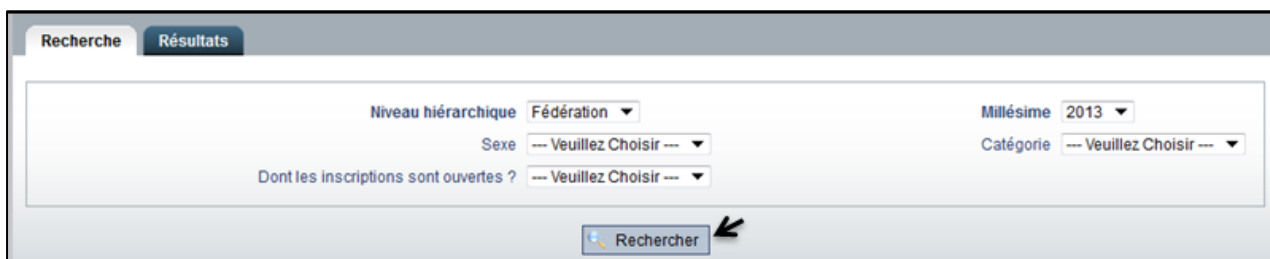 Recherche Résultats
Niveau hiérarchique Fédération Millésime 2013
Sexe --- Veuillez Choisir --- Catégorie --- Veuillez Choisir ---
Dont les inscriptions sont ouvertes ? --- Veuillez Choisir ---
Rechercher